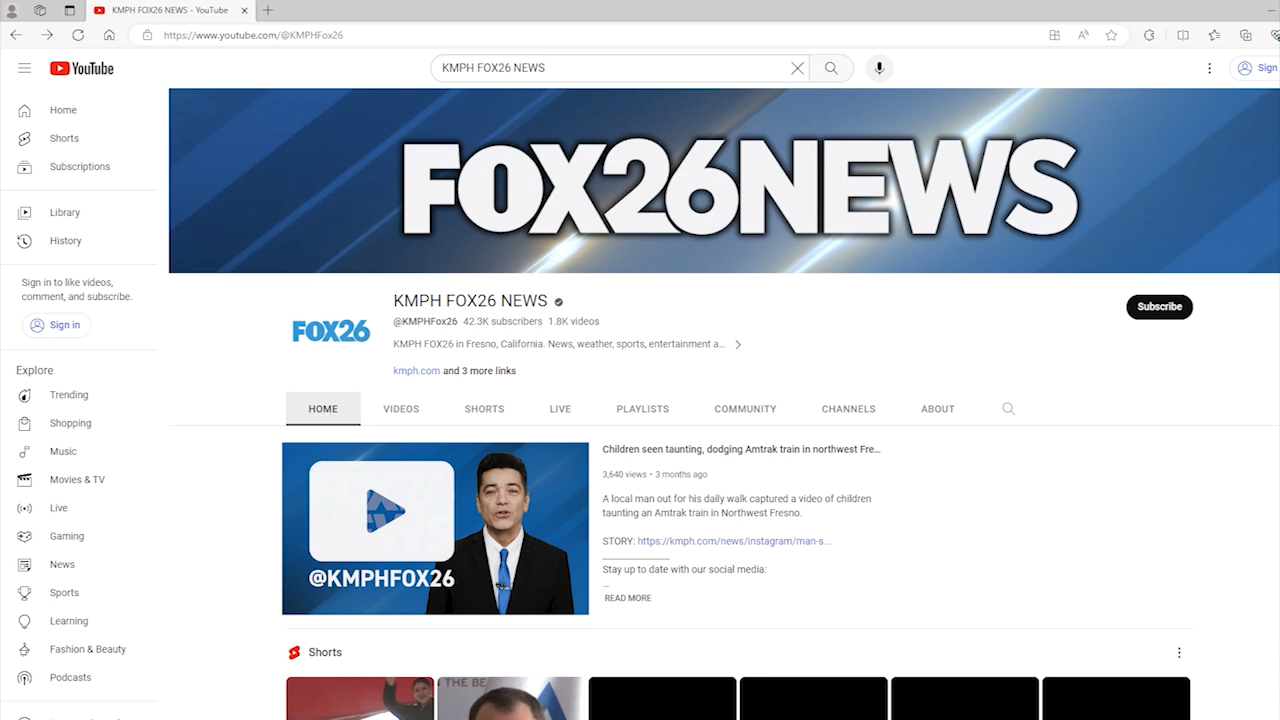 KMPH FOX26 NEWS - YouTube
https://www.youtube.com/@KMPHFox26
YouTube
KMPH FOX26 NEWS
Sign
Home
Shorts
Subscriptions
Library
History
Sign in to like videos,
comment, and subscribe.
Sign in
Explore
Trending
Shopping
Music
Movies & TV
Live
Gaming
News
Sports
Learning
Fashion & Beauty
Podcasts
FOX26NEWS
FOX26
KMPH FOX26 NEWS
@KMPHFox26 42.3K subscribers 1.8K videos
KMPH FOX26 in Fresno, California. News, weather, sports, entertainment a...
kmph.com and 3 more links
Subscribe
HOME VIDEOS SHORTS LIVE PLAYLISTS COMMUNITY CHANNELS ABOUT
@KMPHFOX26
Children seen taunting, dodging Amtrak train in northwest Fre...
3,640 views • 3 months ago
A local man out for his daily walk captured a video of children
taunting an Amtrak train in Northwest Fresno.
STORY: https://kmph.com/news/instagram/man-s...
Stay up to date with our social media:
...
READ MORE
Shorts
THE BE